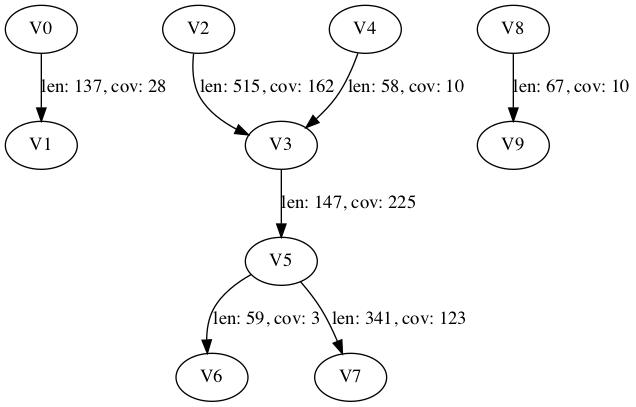 V0 V2 V4 V8
len: 137, cov: 28 len: 515, cov: 162 len: 58, cov: 10 len: 67, cov: 10
V1 V3 V9
len: 147, cov: 225
V5
len: 59, cov: 3 len: 341, cov: 123
V6 V7